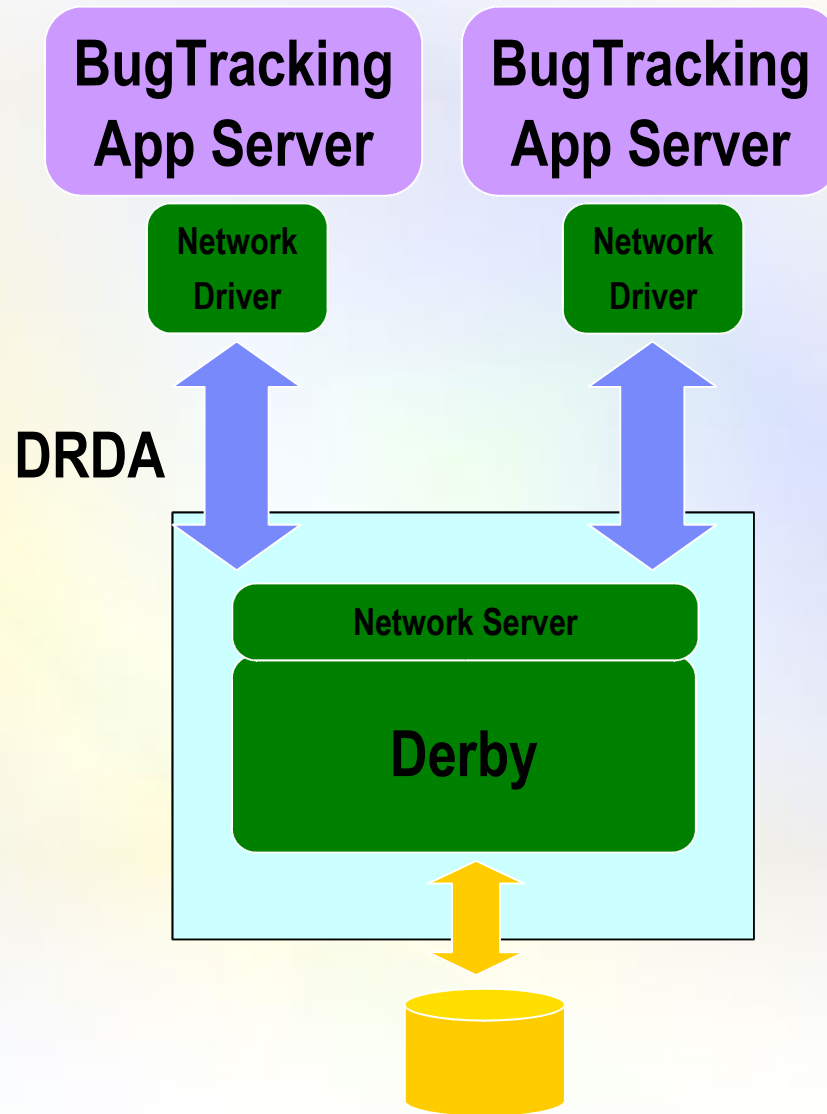 BugTracking
App Server
BugTracking
App Server
Network
Driver
Network
Driver
DRDA
Network Server
Derby